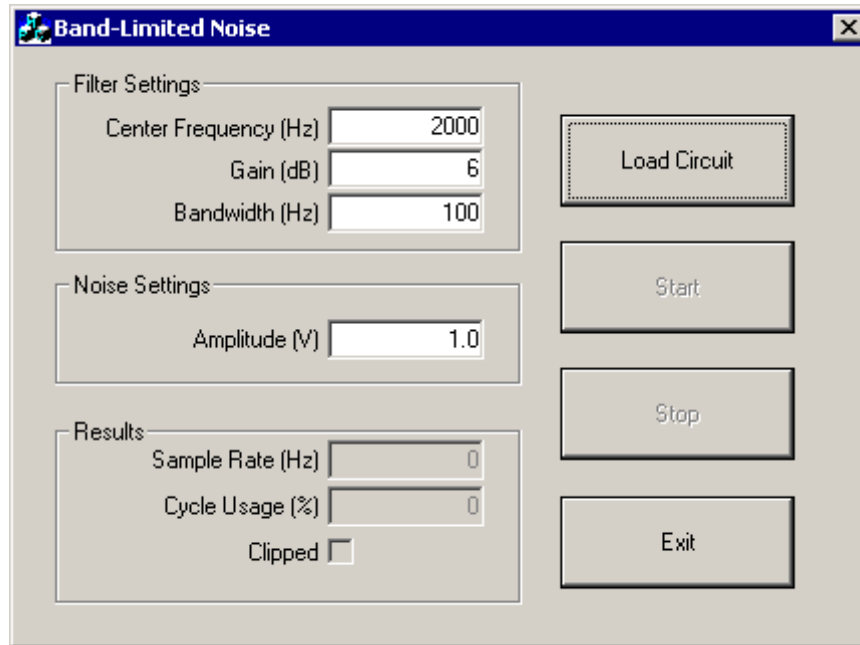 Band-Limited Noise
Filter Settings
Center Frequency (Hz) 2000
Gain (dB) 6
Bandwidth (Hz) 100
Load Circuit
Start
Noise Settings
Amplitude (V) 1.0
Stop
Results
Sample Rate (Hz) 0
Cycle Usage (%) 0
Clipped
Exit